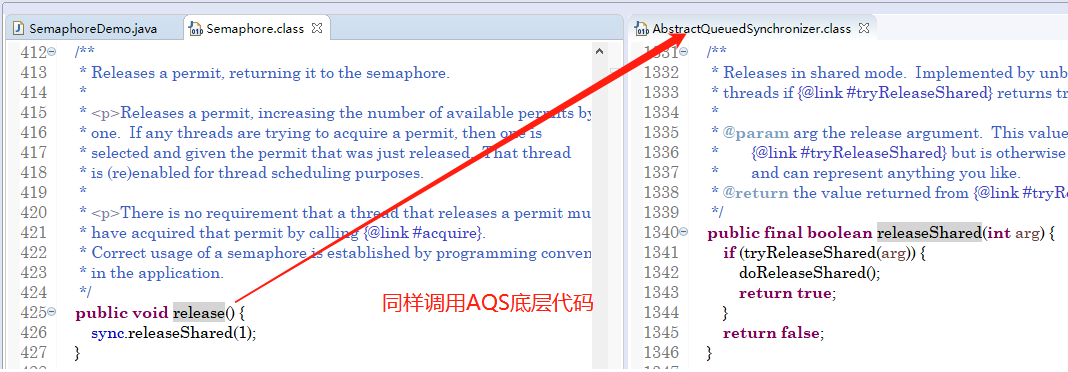 SemaphoreDemo.java
Semaphore.class
412 /**
413 * Releases a permit, returning it to the semaphore.
414 *
415 * <p>Releases a permit, increasing the number of available permits by
416 * one. If any threads are trying to acquire a permit, then one is
417 * selected and given the permit that was just released. That thread
418 * is (re)enabled for thread scheduling purposes.
419 *
420 * <p>There is no requirement that a thread that releases a permit mu
421 * have acquired that permit by calling {@link #acquire}.
422 * Correct usage of a semaphore is established by programming conven
423 * in the application.
424 */
425 public void release() {
426 sync.releaseShared(1);
427 }
同样调用AQS底层代码
AbstractQueuedSynchronizer.class
1331 /**
1332 * Releases in shared mode. Implemented by unb
1333 * threads if {@link #tryReleaseShared} returns tr
1334 *
1335 * @param arg the release argument. This value
1336 * {@link #tryReleaseShared} but is otherwise
1337 * and can represent anything you like.
1338 * @return the value returned from {@link #tryR
1339 */
1340 public final boolean releaseShared(int arg) {
1341 if (tryReleaseShared(arg)) {
1342 doReleaseShared();
1343 return true;
1344 }
1345 return false;
1346 }